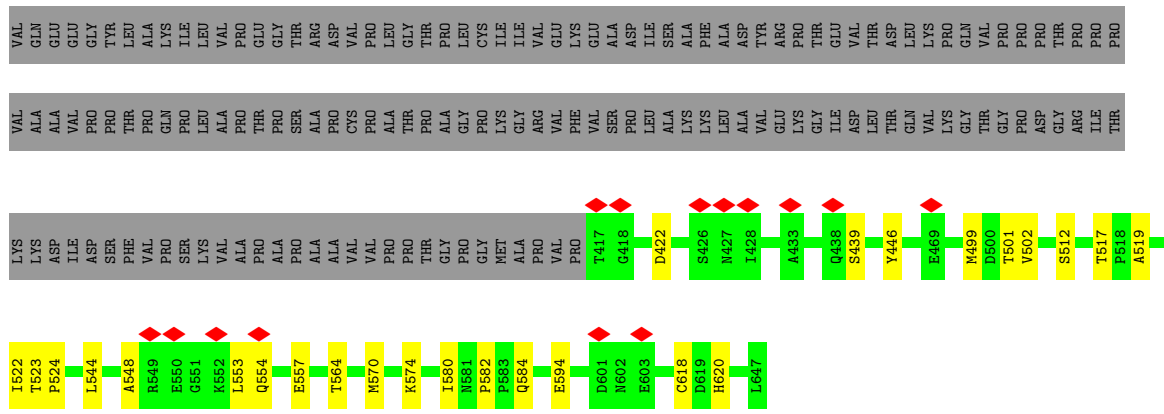 VAL GLN GLU GLU GLY TYR LEU ALA LYS ILE LEU VAL PRO GLU GLY THR ARG ASP VAL PRO LEU GLY THR PRO LEU CYS ILE ILE VAL GLU LYS GLU ALA ASP ILE SER ALA PHE ALA ASP TYR ARG PRO THR GLU VAL THR ASP LEU LYS PRO GLN VAL PRO PRO PRO THR PRO PRO PRO
VAL ALA ALA VAL PRO PRO THR PRO GLN PRO LEU ALA PRO THR PRO SER ALA PRO CYS PRO ALA THR PRO ALA GLY PRO LYS GLY ARG VAL PHE VAL SER PRO LEU ALA LYS LYS LEU ALA VAL GLU LYS GLY ILE ASP LEU THR GLN VAL LYS GLY THR GLY PRO ASP GLY ARG ILE THR
LYS LYS ASP ILE ASP SER PHE VAL PRO SER LYS VAL ALA PRO ALA PRO ALA ALA VAL VAL PRO PRO THR GLY PRO GLY MET ALA PRO VAL PRO T417 G418 D422 S426 N427 I428 A433 Q438 S439 Y446 E469 M499 D500 T501 V502 S512 T517 P518 A519
I522 T523 P524 L544 A548 R549 E550 G551 K552 L553 Q554 E557 T564 M570 K574 I580 N581 P582 P583 Q584 E594 D601 N602 E603 C618 D619 H620 L647